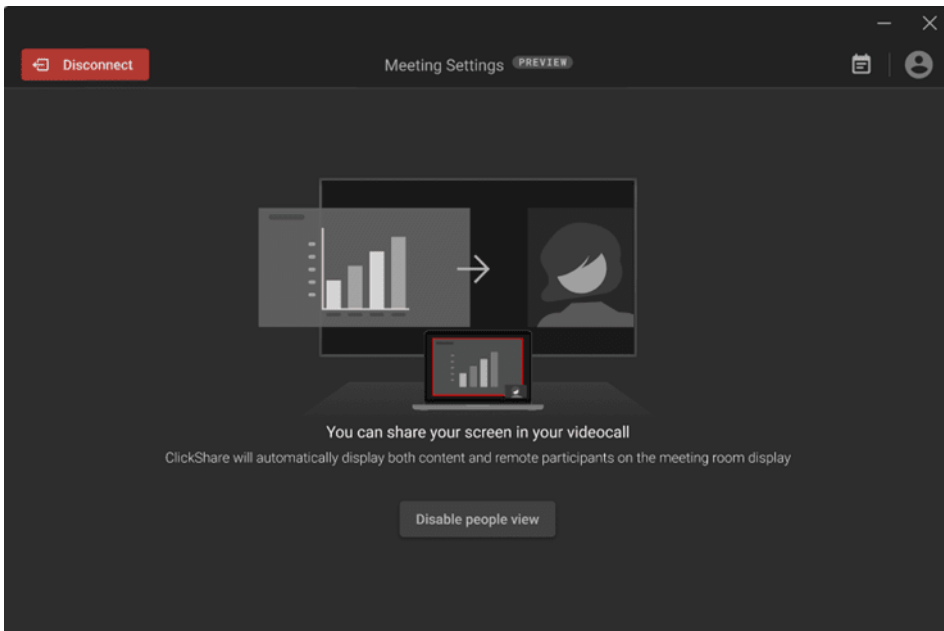 Disconnect
Meeting Settings PREVIEW
You can share your screen in your videocall
ClickShare will automatically display both content and remote participants on the meeting room display
Disable people view